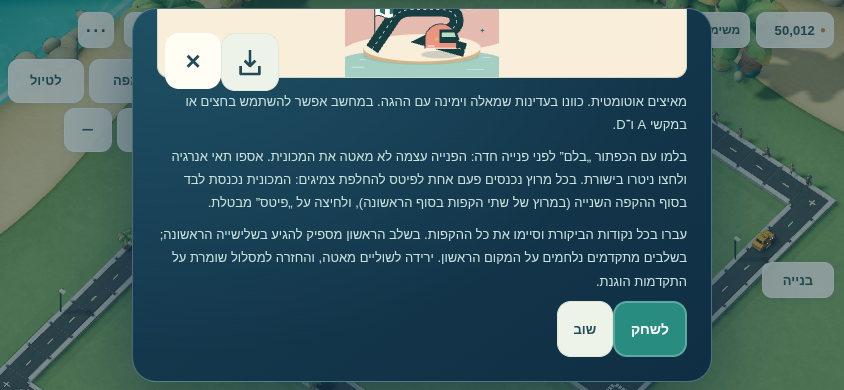 50,012
משימ
לטיול
מפה
בנייה
מאיצים אוטומטית. כוונו בעדינות שמאלה וימינה עם ההגה. במחשב אפשר להשתמש בחצים או
במקשי A ו־D.
בלמו עם הכפתור „בלם” לפני פנייה חדה: הפנייה עצמה לא מאטה את המכונית. אספו תאי אנרגיה
ולחצו ניטרו בישורת. בכל מרוץ נכנסים פעם אחת לפיטס להחלפת צמיגים: המכונית נכנסת לבד
בסוף ההקפה השנייה (במרוץ של שתי הקפות בסוף הראשונה), ולחיצה על „פיטס” מבטלת.
עברו בכל נקודות הביקורת וסיימו את כל ההקפות. בשלב הראשון מספיק להגיע בשלישייה הראשונה;
בשלבים מתקדמים נלחמים על המקום הראשון. ירידה לשוליים מאטה, והחזרה למסלול שומרת על
התקדמות הוגנת.
לשחק
שוב